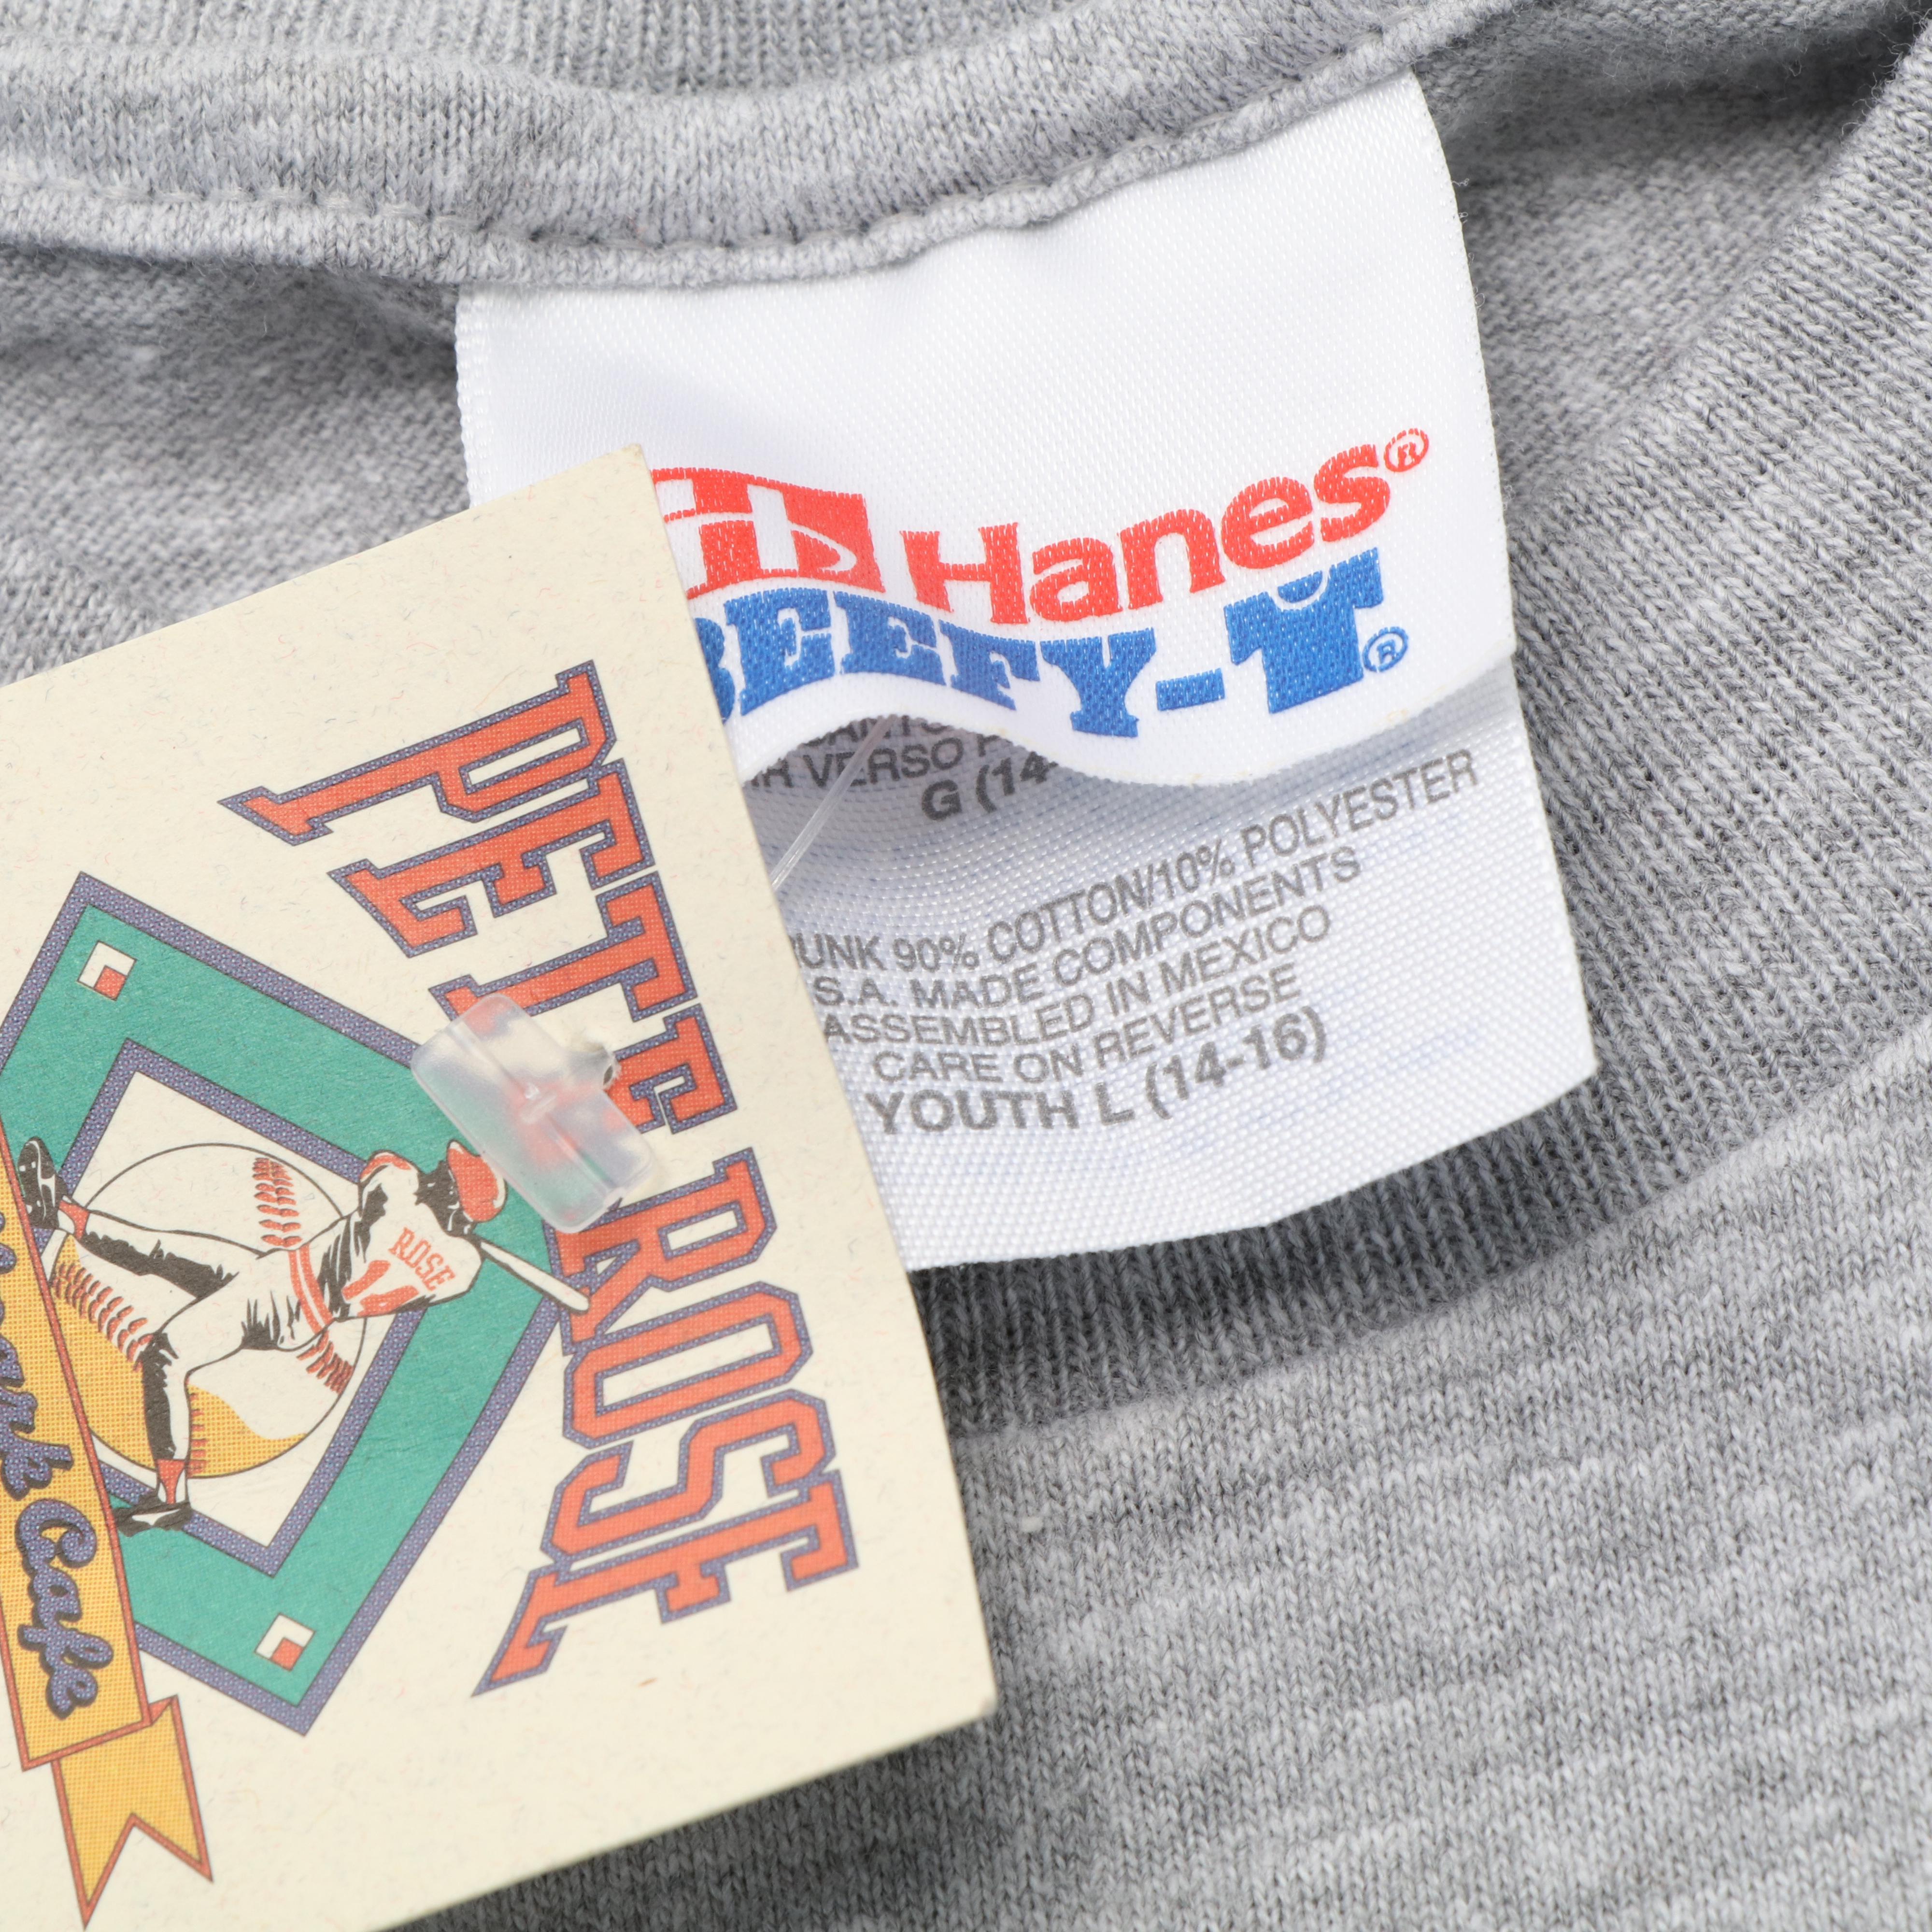 Hanes®
BEEFY-T®
VERSO
G (14-
90% COTTON/10% POLYESTER
S.A. MADE COMPONENTS
ASSEMBLED IN MEXICO
CARE ON REVERSE
YOUTH L (14-16)
PETE ROSE
ROSE
Cafe